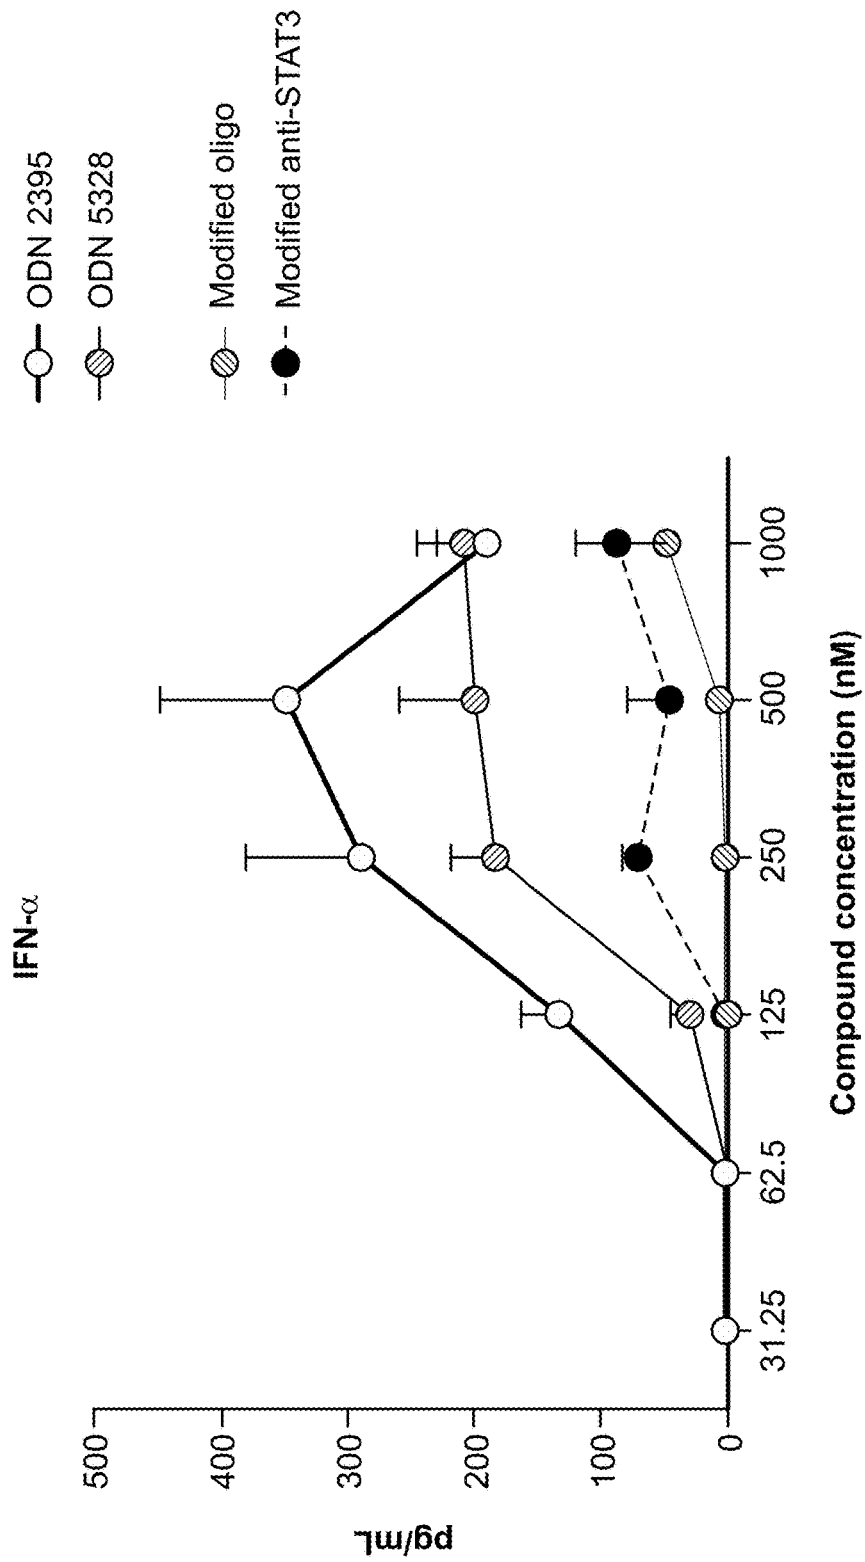 IFN-α
ODN 2395
ODN 5328
Modified oligo
Modified anti-STAT3
pg/mL
500
400
300
200
100
0
31.25
62.5
125
250
500
1000
Compound concentration (nM)